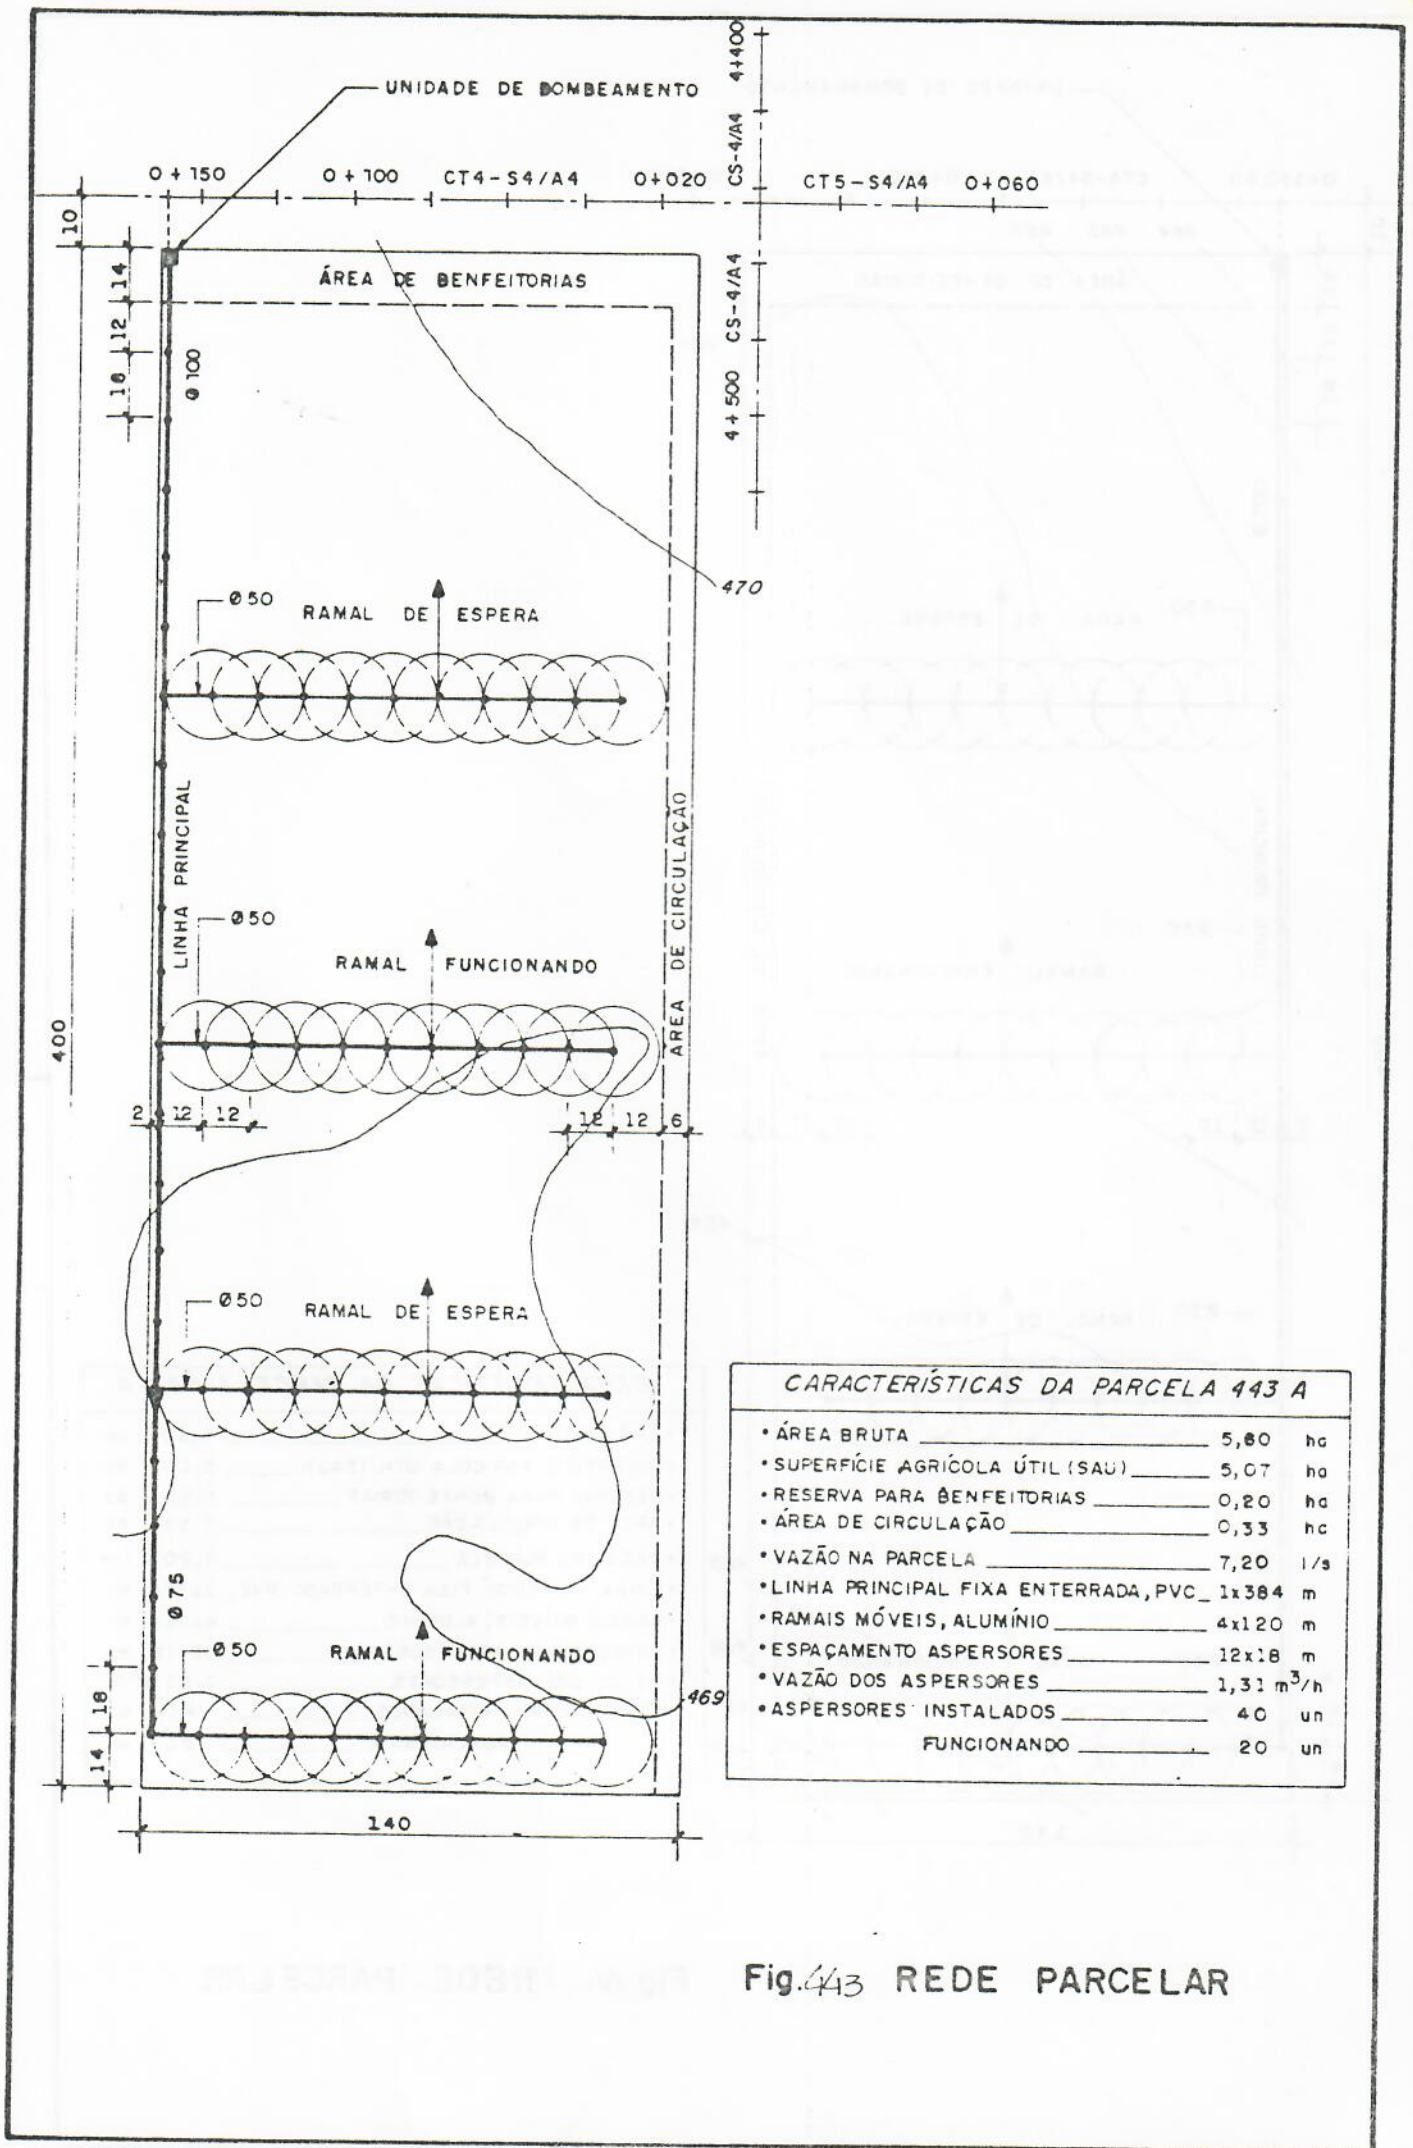 UNIDADE DE BOMBEAMENTO
4+400
CS-4/A4
0+150 0+100 CT4-S4/A4 0+020
CT5-S4/A4 0+060
10
14
12
18
ÁREA DE BENFEITORIAS
CS-4/A4
4+500
Ø100
470
Ø50
RAMAL DE ESPERA
LINHA PRINCIPAL
ÁREA DE CIRCULAÇÃO
Ø50
RAMAL FUNCIONANDO
400
2 12 12
12 12 6
Ø50
RAMAL DE ESPERA
Ø75
Ø50
RAMAL FUNCIONANDO
469
18
14
140
CARACTERÍSTICAS DA PARCELA 443 A
• ÁREA BRUTA 5,60 ha
• SUPERFÍCIE AGRÍCOLA ÚTIL (SAU) 5,07 ha
• RESERVA PARA BENFEITORIAS 0,20 ha
• ÁREA DE CIRCULAÇÃO 0,33 ha
• VAZÃO NA PARCELA 7,20 l/s
• LINHA PRINCIPAL FIXA ENTERRADA, PVC 1x384 m
• RAMAIS MÓVEIS, ALUMÍNIO 4x120 m
• ESPAÇAMENTO ASPERSORES 12x18 m
• VAZÃO DOS ASPERSORES 1,31 m³/h
• ASPERSORES INSTALADOS 40 un
FUNCIONANDO 20 un
Fig.443 REDE PARCELAR